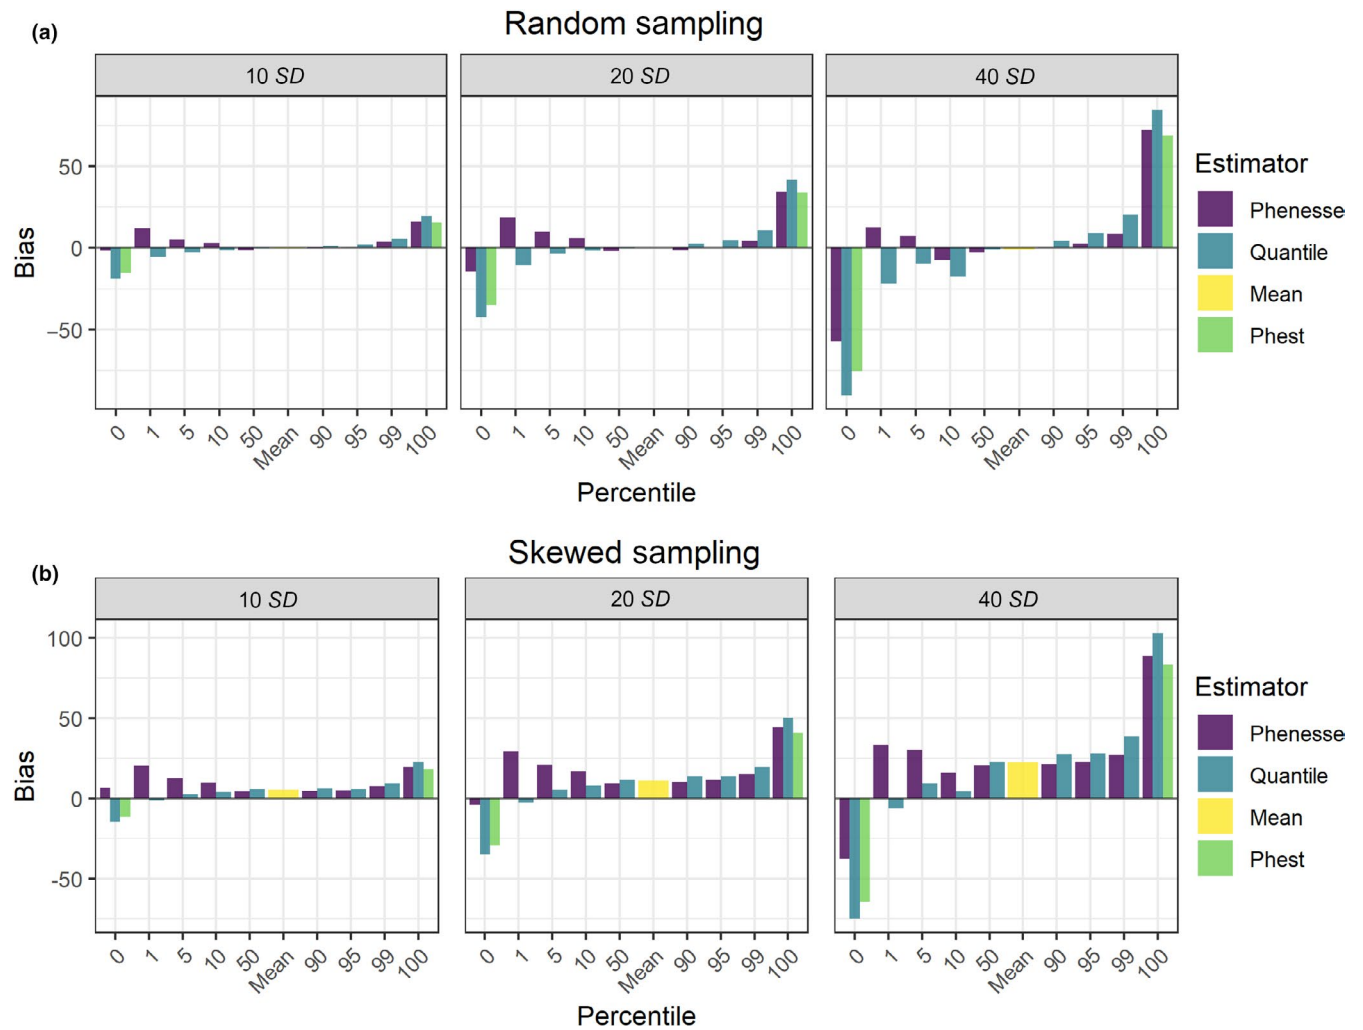 (a)
Random sampling
10 SD
20 SD
40 SD
Bias
50
0
−50
0 1 5 10 50 Mean 90 95 99 100
0 1 5 10 50 Mean 90 95 99 100
0 1 5 10 50 Mean 90 95 99 100
Percentile
Estimator
Phenesse
Quantile
Mean
Phest
(b)
Skewed sampling
10 SD
20 SD
40 SD
Bias
100
50
0
-50
0 1 5 10 50 Mean 90 95 99 100
0 1 5 10 50 Mean 90 95 99 100
0 1 5 10 50 Mean 90 95 99 100
Percentile
Estimator
Phenesse
Quantile
Mean
Phest